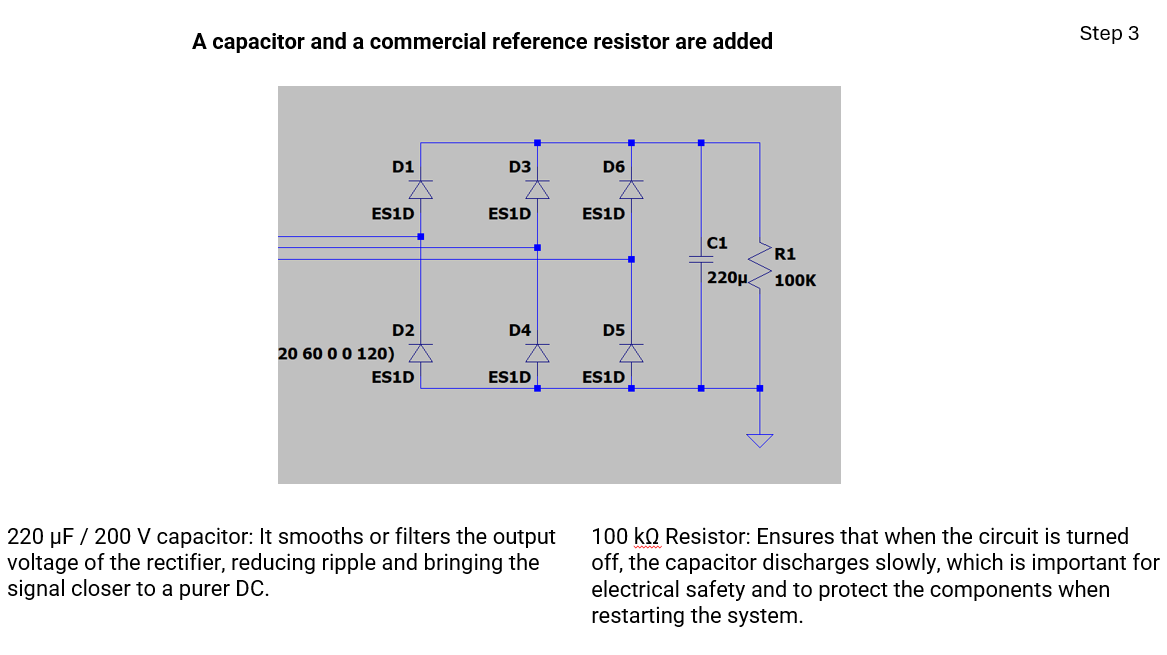 A capacitor and a commercial reference resistor are added
Step 3
D1
D3
D6
ES1D
ES1D
ES1D
C1
R1
220µ
100K
D2
D4
D5
20 60 0 0 120)
ES1D
ES1D
ES1D
220 µF / 200 V capacitor: It smooths or filters the output
voltage of the rectifier, reducing ripple and bringing the
signal closer to a purer DC.
100 kΩ Resistor: Ensures that when the circuit is turned
off, the capacitor discharges slowly, which is important for
electrical safety and to protect the components when
restarting the system.